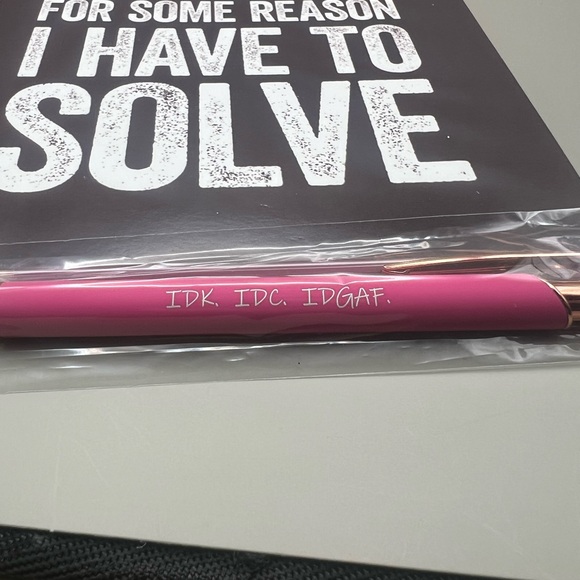 FOR SOME REASON
I HAVE TO
SOLVE
IDK. IDC. IDGAF.